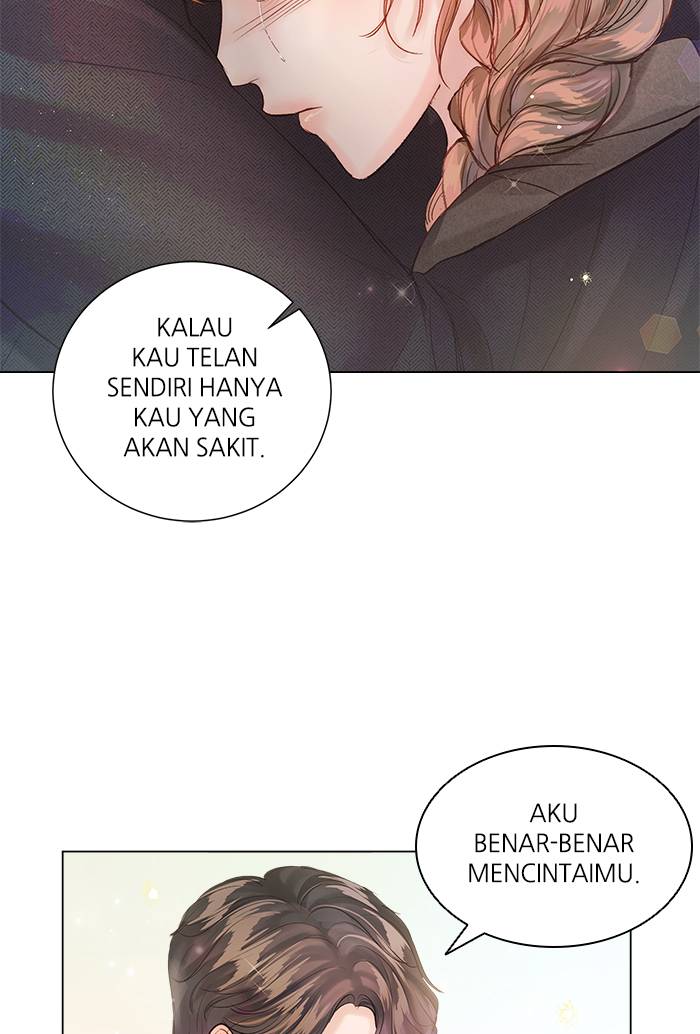 KALAU
KAU TELAN
SENDIRI HANYA
KAU YANG
AKAN SAKIT.
AKU
BENAR-BENAR
MENCINTAIMU.